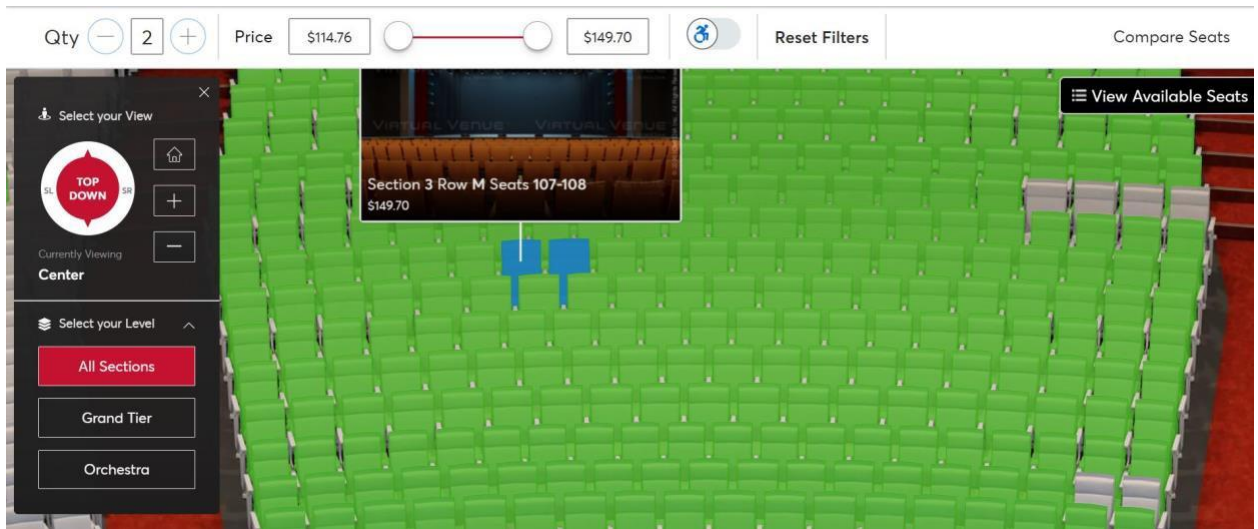 Qty 2 Price $114.76 $149.70 Reset Filters Compare Seats
View Available Seats
Select your View
TOP
DOWN
SL
SR
Currently Viewing
Center
Select your Level
All Sections
Grand Tier
Orchestra
VIRTUAL VENUE VIRTUAL VENUE
Section 3 Row M Seats 107-108
$149.70